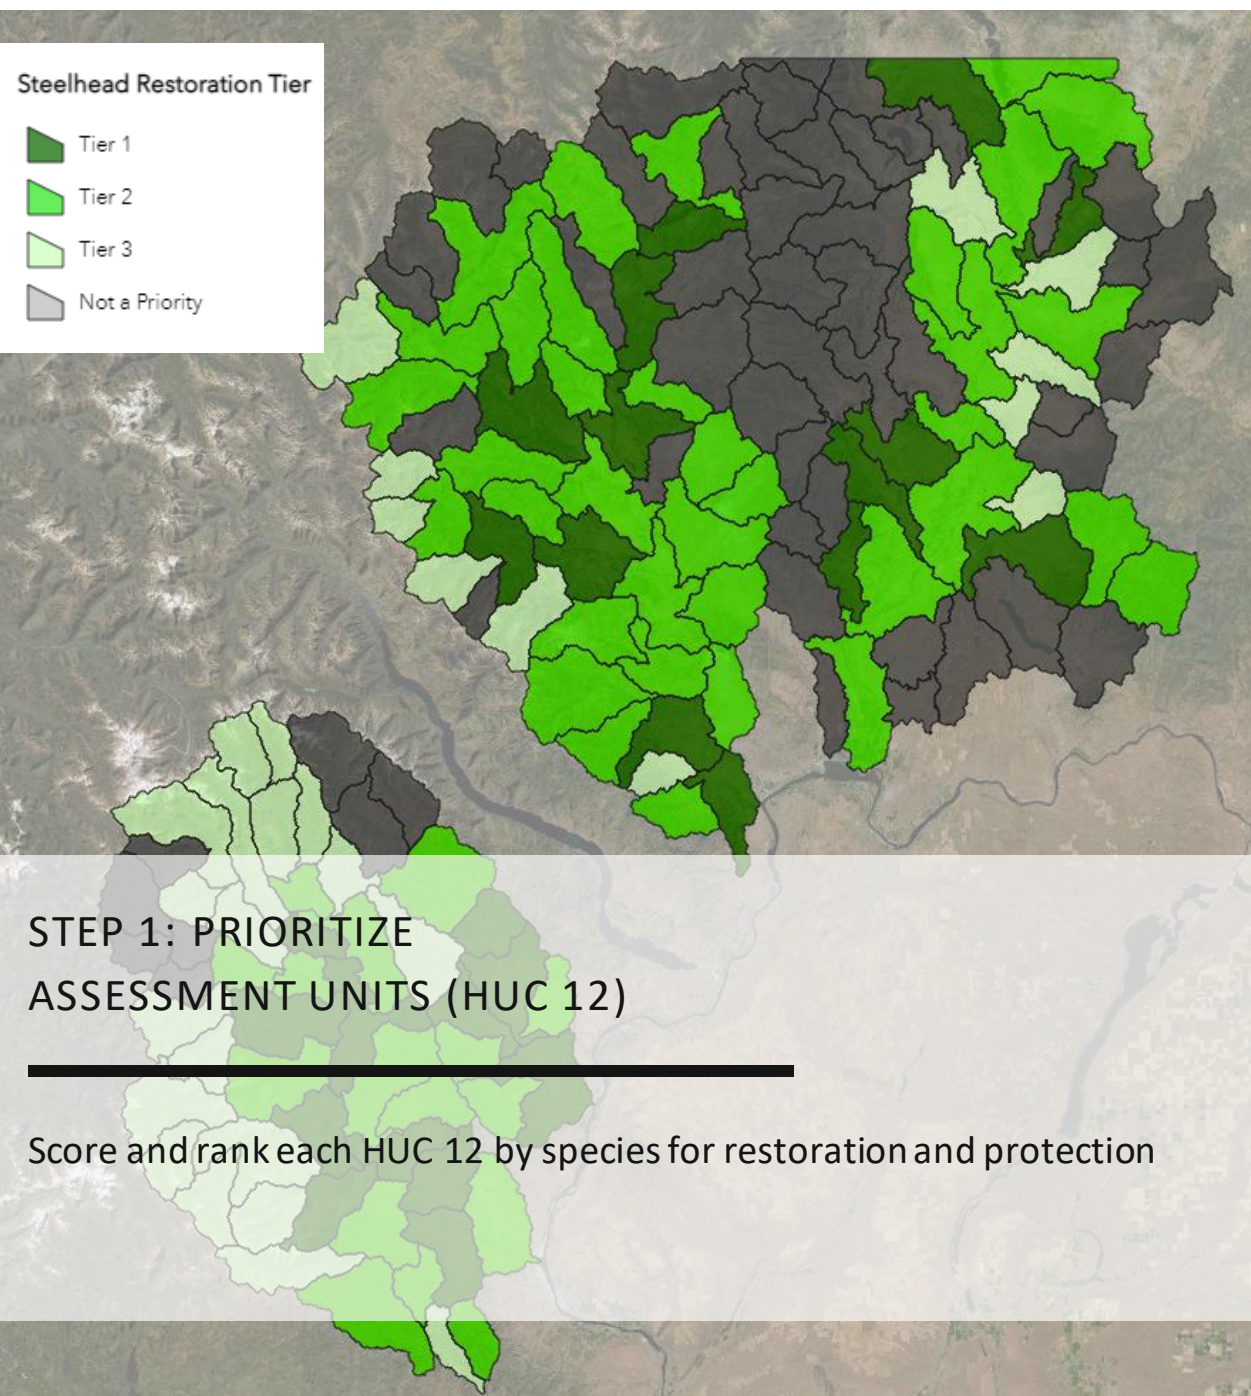 Steelhead Restoration Tier
Tier 1
Tier 2
Tier 3
Not a Priority
STEP 1: PRIORITIZE
ASSESSMENT UNITS (HUC 12)
Score and rank each HUC 12 by species for restoration and protection